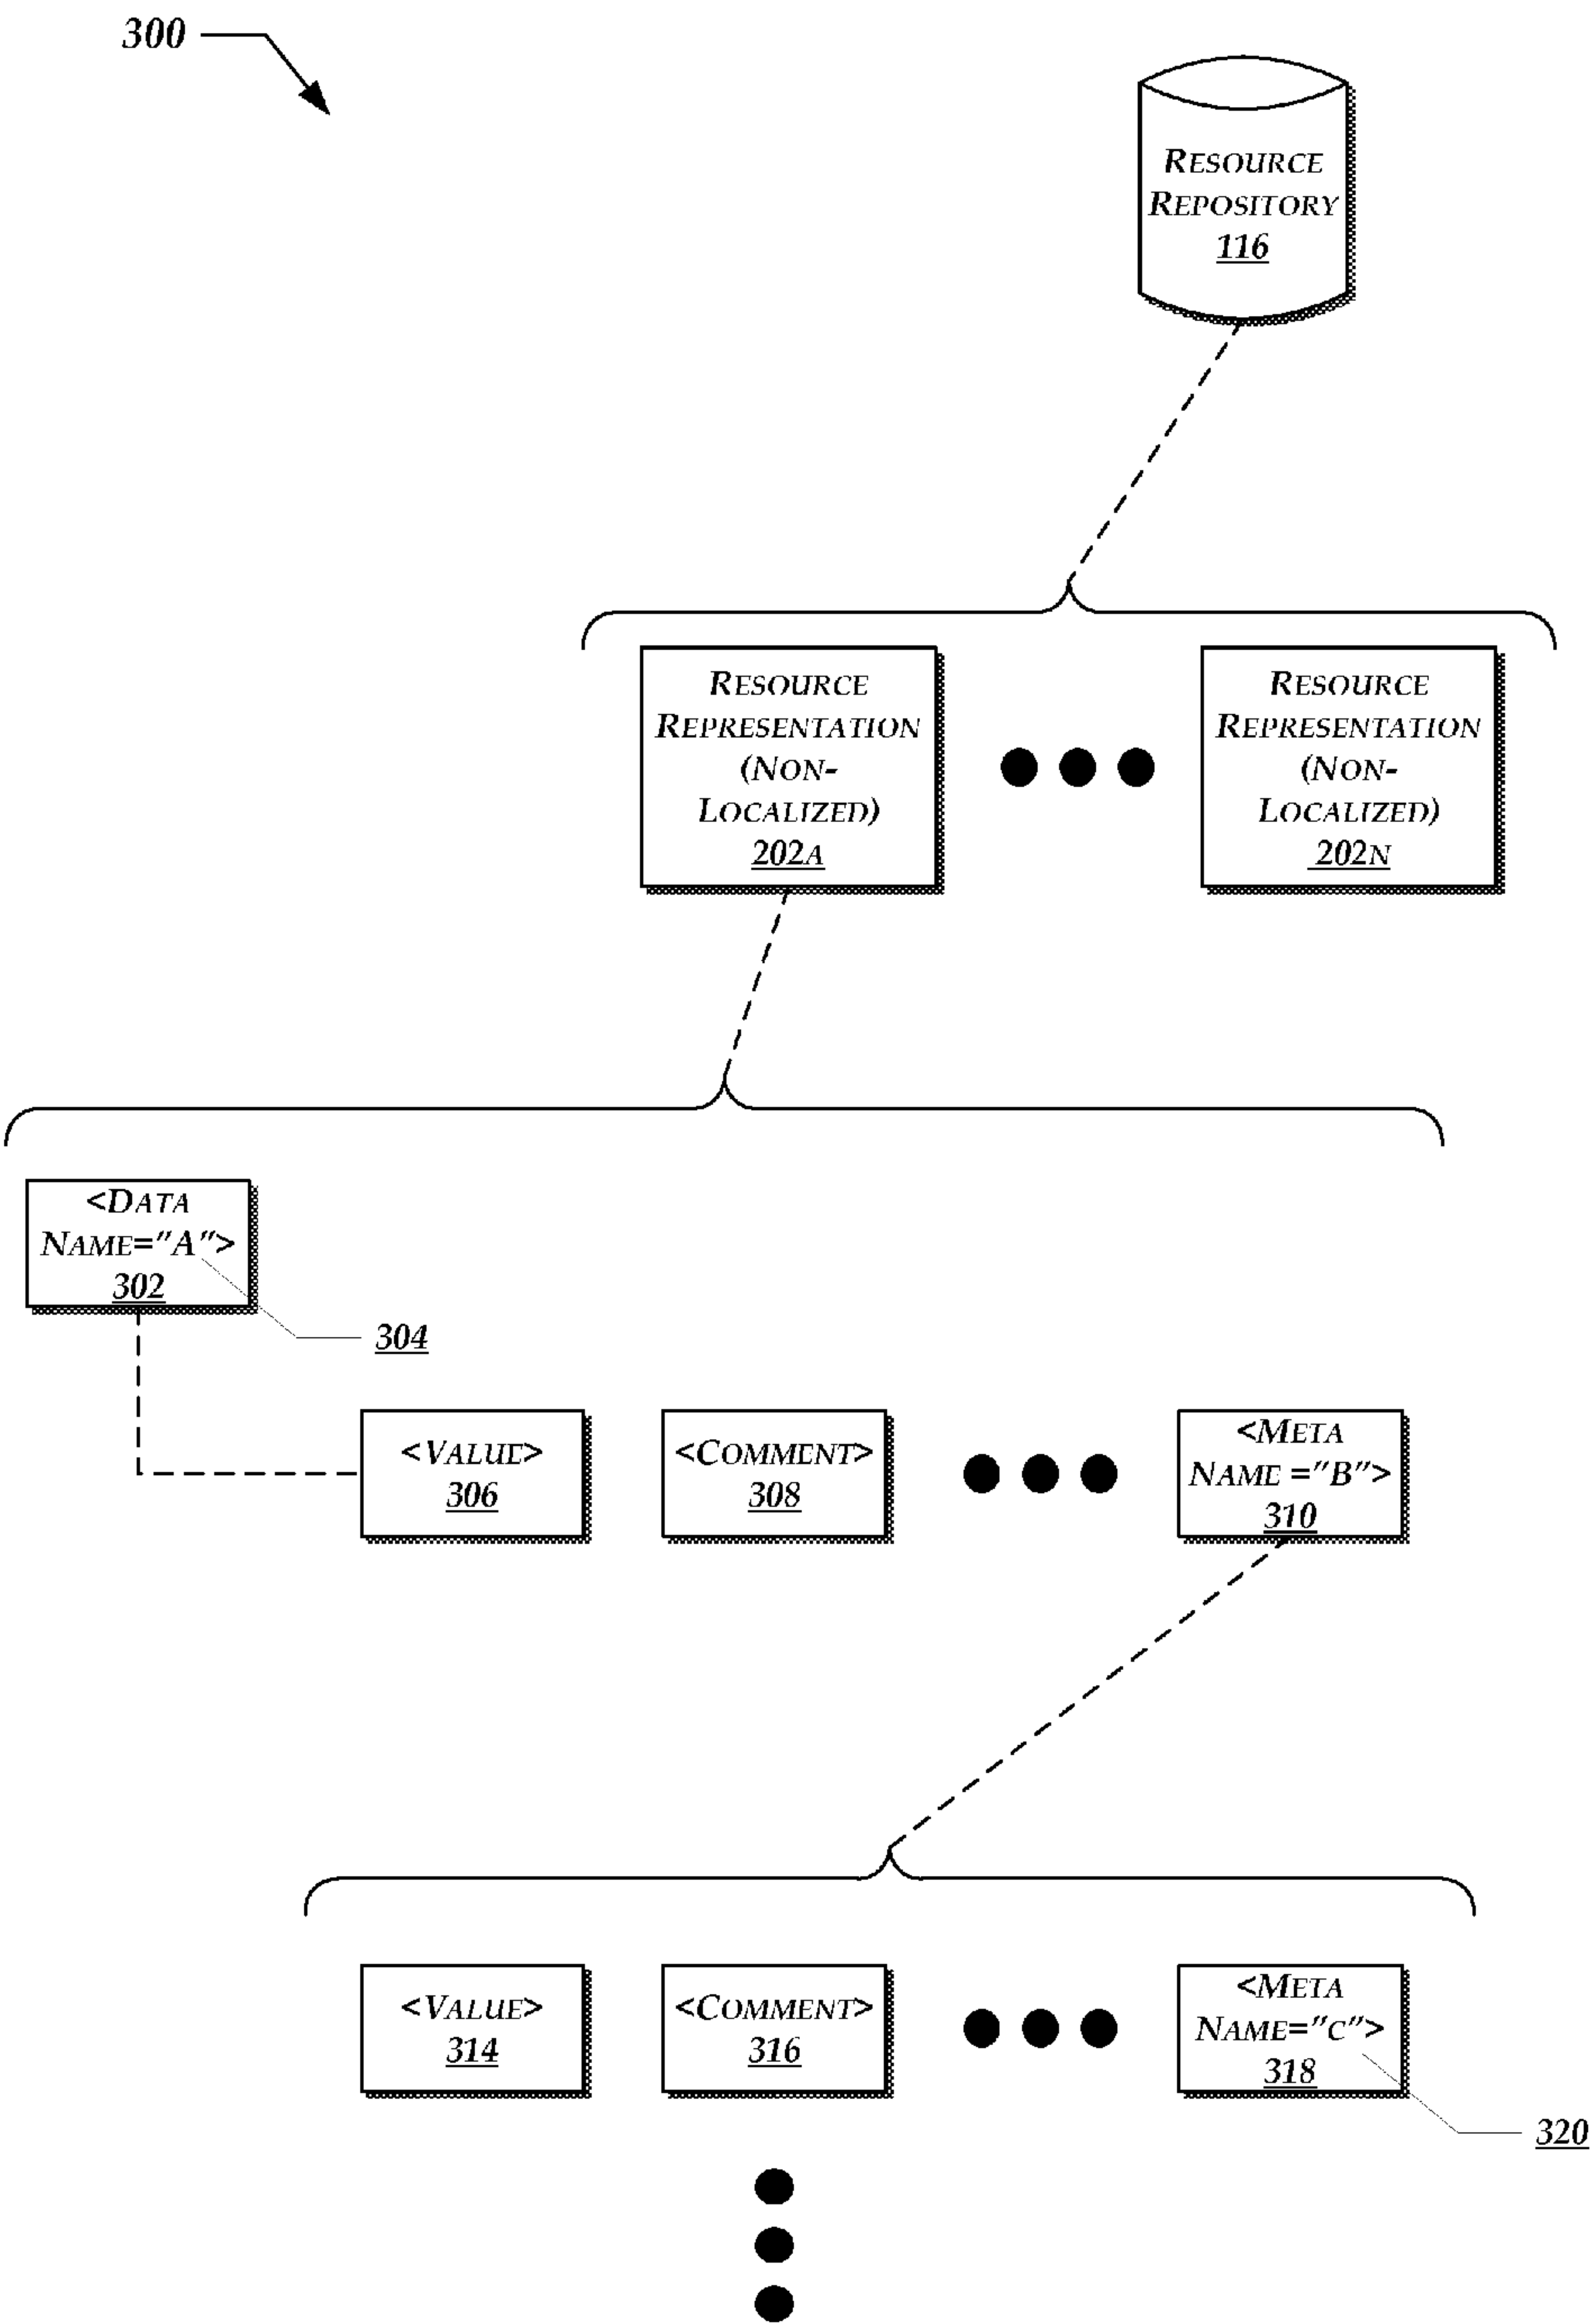 300
RESOURCE
REPOSITORY
116
RESOURCE
REPRESENTATION
(NON-
LOCALIZED)
202A
RESOURCE
REPRESENTATION
(NON-
LOCALIZED)
202N
<DATA
NAME="A">
302
304
<VALUE>
306
<COMMENT>
308
<META
NAME ="B">
310
<VALUE>
314
<COMMENT>
316
<META
NAME="C">
318
320